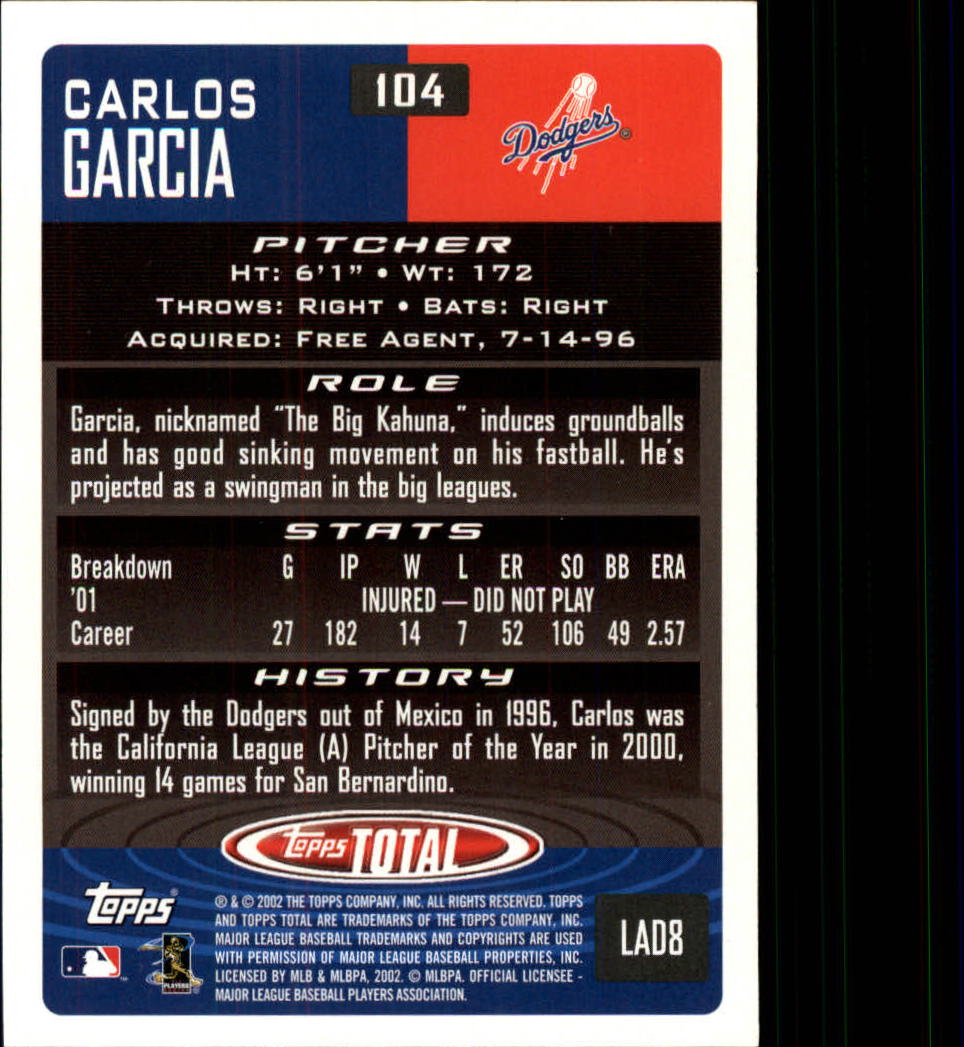 CARLOS
GARCIA
104
Dodgers ®
PITCHER
HT: 6'1" • WT: 172
THROWS: RIGHT • BATS: RIGHT
ACQUIRED: FREE AGENT, 7-14-96
ROLE
Garcia, nicknamed "The Big Kahuna," induces groundballs
and has good sinking movement on his fastball. He's
projected as a swingman in the big leagues.
STATS
Breakdown G IP W L ER SO BB ERA
'01 INJURED — DID NOT PLAY
Career 27 182 14 7 52 106 49 2.57
HISTORY
Signed by the Dodgers out of Mexico in 1996, Carlos was
the California League (A) Pitcher of the Year in 2000,
winning 14 games for San Bernardino.
Topps TOTAL
Topps®
® & © 2002 THE TOPPS COMPANY, INC. ALL RIGHTS RESERVED. TOPPS
AND TOPPS TOTAL ARE TRADEMARKS OF THE TOPPS COMPANY, INC.
MAJOR LEAGUE BASEBALL TRADEMARKS AND COPYRIGHTS ARE USED
WITH PERMISSION OF MAJOR LEAGUE BASEBALL PROPERTIES, INC.
LICENSED BY MLB & MLBPA, 2002. © MLBPA. OFFICIAL LICENSEE -
MAJOR LEAGUE BASEBALL PLAYERS ASSOCIATION.
PLAYERS
LAD8